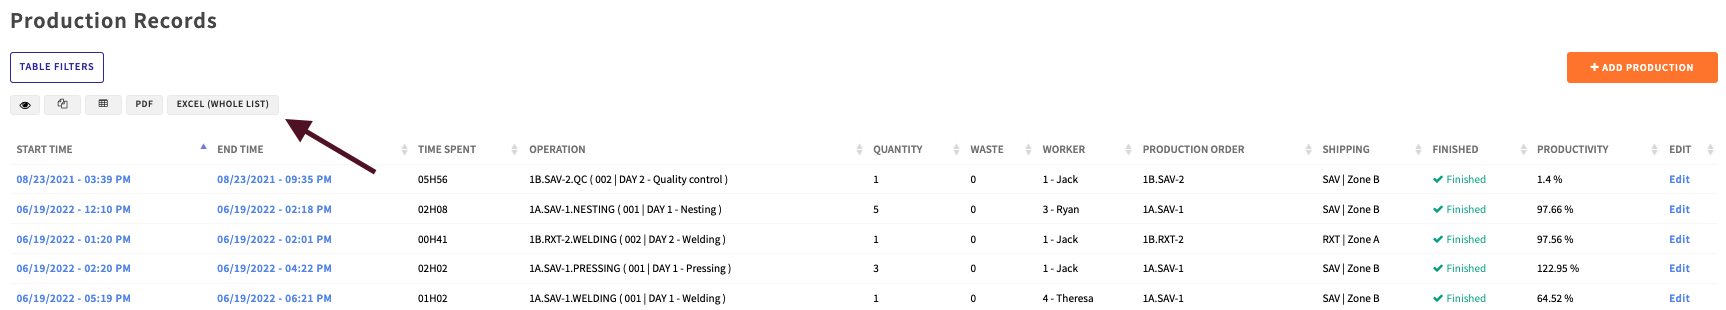 Production Records
TABLE FILTERS
+ ADD PRODUCTION
PDF EXCEL (WHOLE LIST)
START TIME END TIME TIME SPENT OPERATION QUANTITY WASTE WORKER PRODUCTION ORDER SHIPPING FINISHED PRODUCTIVITY EDIT
08/23/2021 - 03:39 PM 08/23/2021 - 09:35 PM 05H56 1B.SAV-2.QC ( 002 | DAY 2 - Quality control ) 1 0 1 - Jack 1B.SAV-2 SAV | Zone B Finished 1.4 % Edit
06/19/2022 - 12:10 PM 06/19/2022 - 02:18 PM 02H08 1A.SAV-1.NESTING ( 001 | DAY 1 - Nesting ) 5 0 3 - Ryan 1A.SAV-1 SAV | Zone B Finished 97.66 % Edit
06/19/2022 - 01:20 PM 06/19/2022 - 02:01 PM 00H41 1B.RXT-2.WELDING ( 002 | DAY 2 - Welding ) 1 0 1 - Jack 1B.RXT-2 RXT | Zone A Finished 97.56 % Edit
06/19/2022 - 02:20 PM 06/19/2022 - 04:22 PM 02H02 1A.SAV-1.PRESSING ( 001 | DAY 1 - Pressing ) 3 0 1 - Jack 1A.SAV-1 SAV | Zone B Finished 122.95 % Edit
06/19/2022 - 05:19 PM 06/19/2022 - 06:21 PM 01H02 1A.SAV-1.WELDING ( 001 | DAY 1 - Welding ) 1 0 4 - Theresa 1A.SAV-1 SAV | Zone B Finished 64.52 % Edit